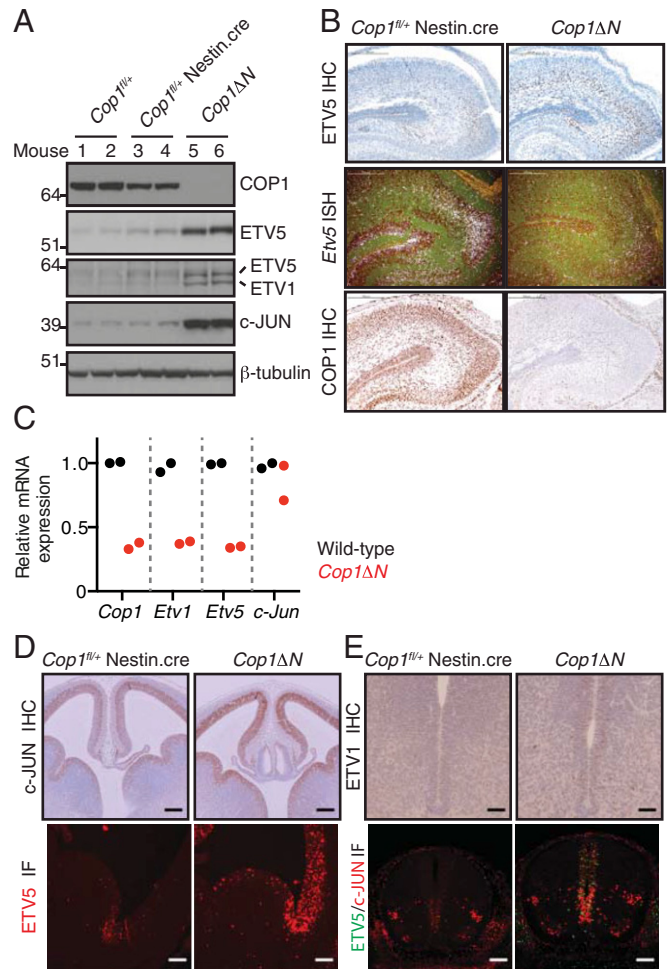 A
Cop1fl/+
Cop1fl/+ Nestin.cre
Cop1ΔN
Mouse 1 2 3 4 5 6
64 COP1
51 ETV5
64 ETV5
ETV1
39 c-JUN
51 β-tubulin
B
Cop1fl/+ Nestin.cre Cop1ΔN
ETV5 IHC
Etv5 ISH
COP1 IHC
C
Relative mRNA expression
1.0
0.5
0
Cop1 Etv1 Etv5 c-Jun
Wild-type
Cop1ΔN
D
Cop1fl/+ Nestin.cre Cop1ΔN
c-JUN IHC
ETV5 IF
E
Cop1fl/+ Nestin.cre Cop1ΔN
ETV1 IHC
ETV5/c-JUN IF